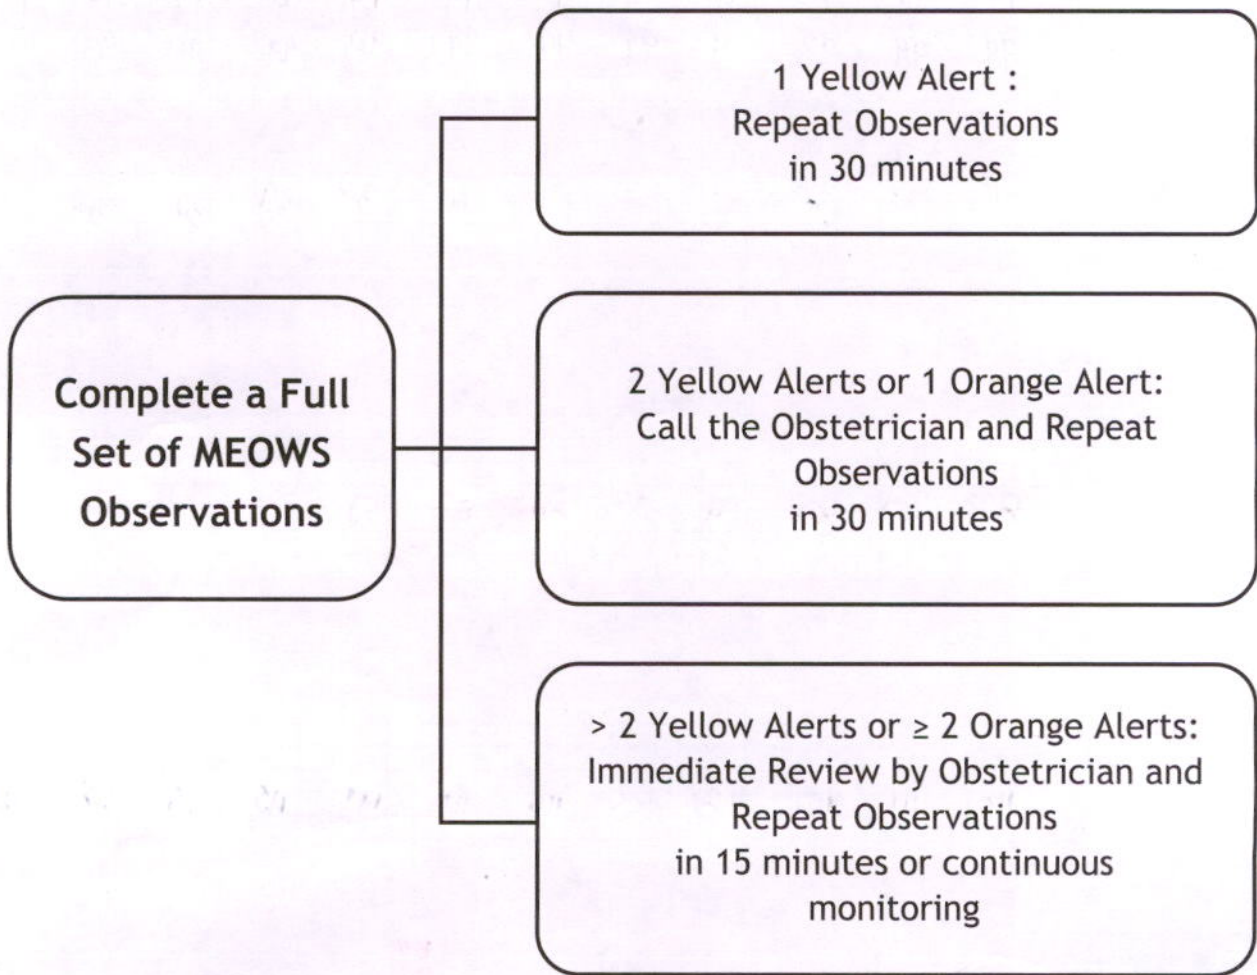 Complete a Full
Set of MEOWS
Observations
1 Yellow Alert :
Repeat Observations
in 30 minutes
2 Yellow Alerts or 1 Orange Alert:
Call the Obstetrician and Repeat
Observations
in 30 minutes
> 2 Yellow Alerts or ≥ 2 Orange Alerts:
Immediate Review by Obstetrician and
Repeat Observations
in 15 minutes or continuous
monitoring